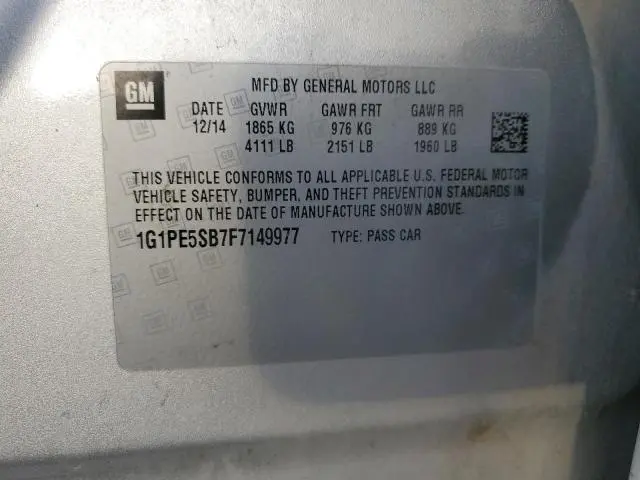 GM
MFD BY GENERAL MOTORS LLC
DATE GVWR GAWR FRT GAWR RR
12/14 1865 KG 976 KG 889 KG
4111 LB 2151 LB 1960 LB
THIS VEHICLE CONFORMS TO ALL APPLICABLE U.S. FEDERAL MOTOR
VEHICLE SAFETY, BUMPER, AND THEFT PREVENTION STANDARDS IN
EFFECT ON THE DATE OF MANUFACTURE SHOWN ABOVE.
1G1PE5SB7F7149977 TYPE: PASS CAR